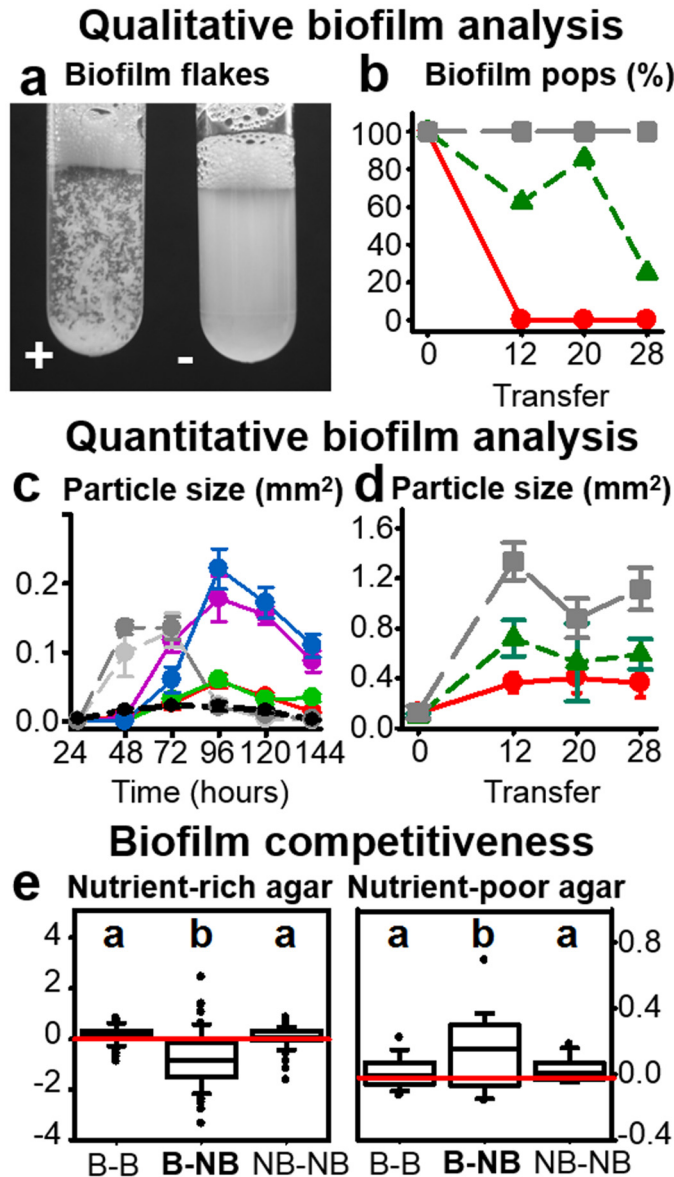 Qualitative biofilm analysis
a Biofilm flakes
b Biofilm pops (%)
+ -
100
80
60
40
20
0
0 12 20 28
Transfer
Quantitative biofilm analysis
c Particle size (mm²)
d Particle size (mm²)
0.2
0.1
0.0
24 48 72 96 120 144
Time (hours)
1.6
1.2
0.8
0.4
0.0
0 12 20 28
Transfer
Biofilm competitiveness
e Nutrient-rich agar
Nutrient-poor agar
4
2
0
-2
-4
a b a
B-B B-NB NB-NB
a b a
0.8
0.4
0.0
-0.4
B-B B-NB NB-NB